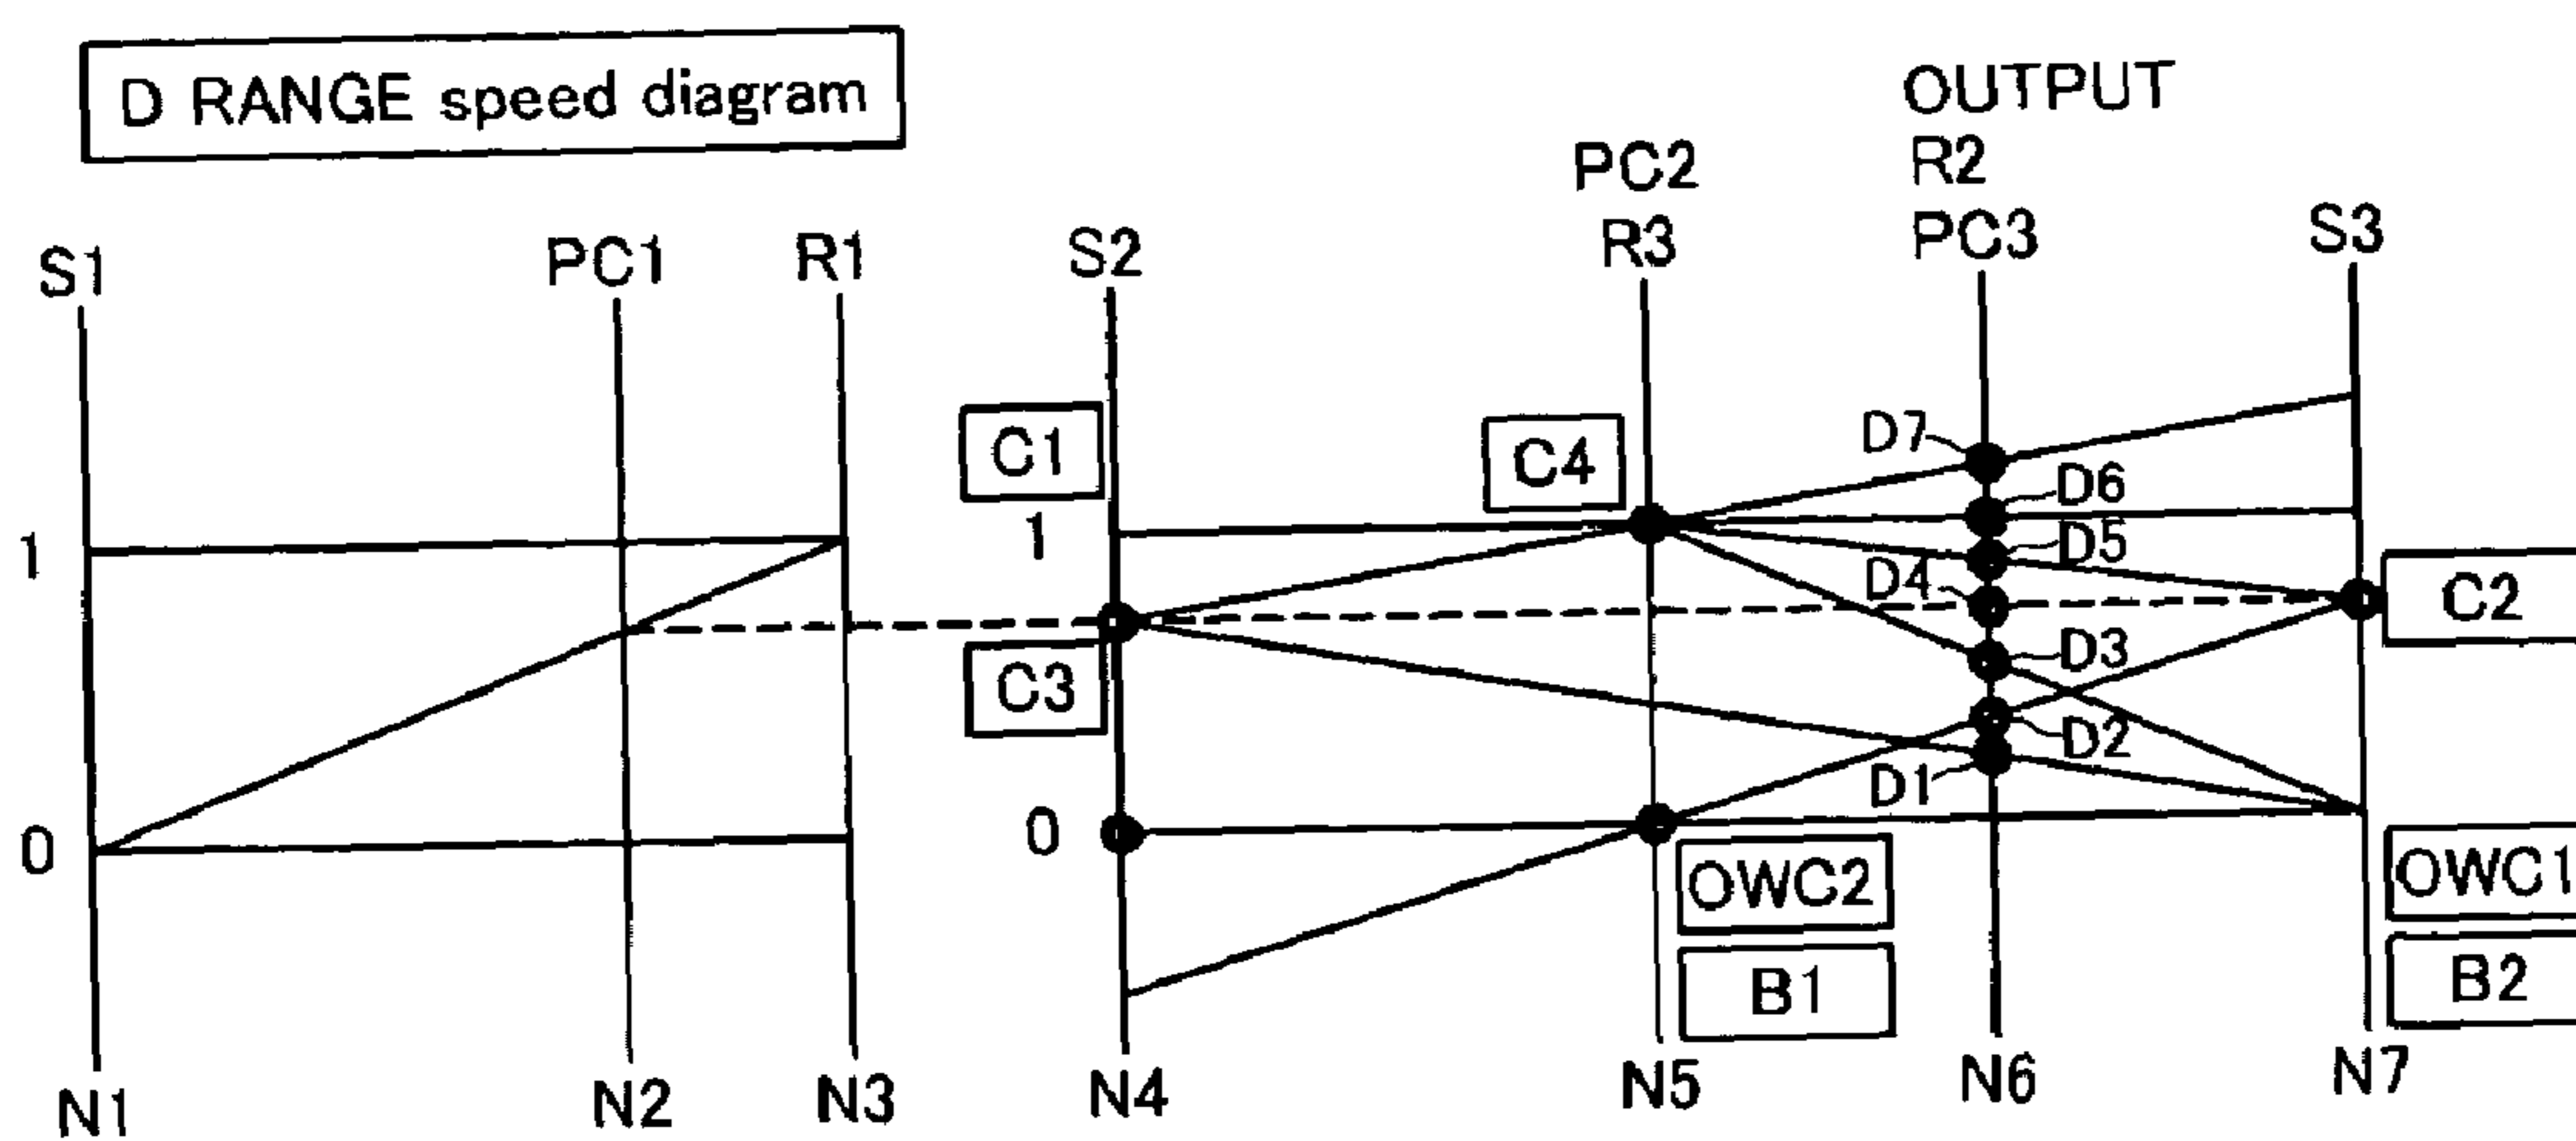 D RANGE speed diagram
OUTPUT
PC2
R2
S1
PC1
R1
S2
R3
PC3
S3
C1
C4
D7
D6
1
1
D5
D4
C2
C3
D3
D2
D1
0
0
OWC2
OWC1
B1
B2
N1
N2
N3
N4
N5
N6
N7